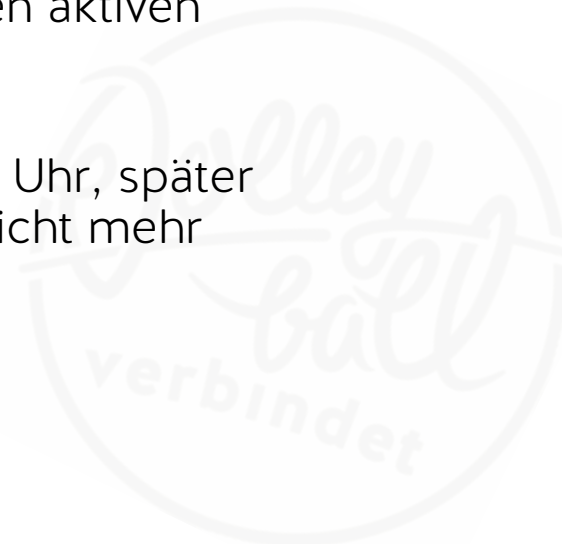 en aktiven
Uhr, später
icht mehr
Volley
ball
verbindet